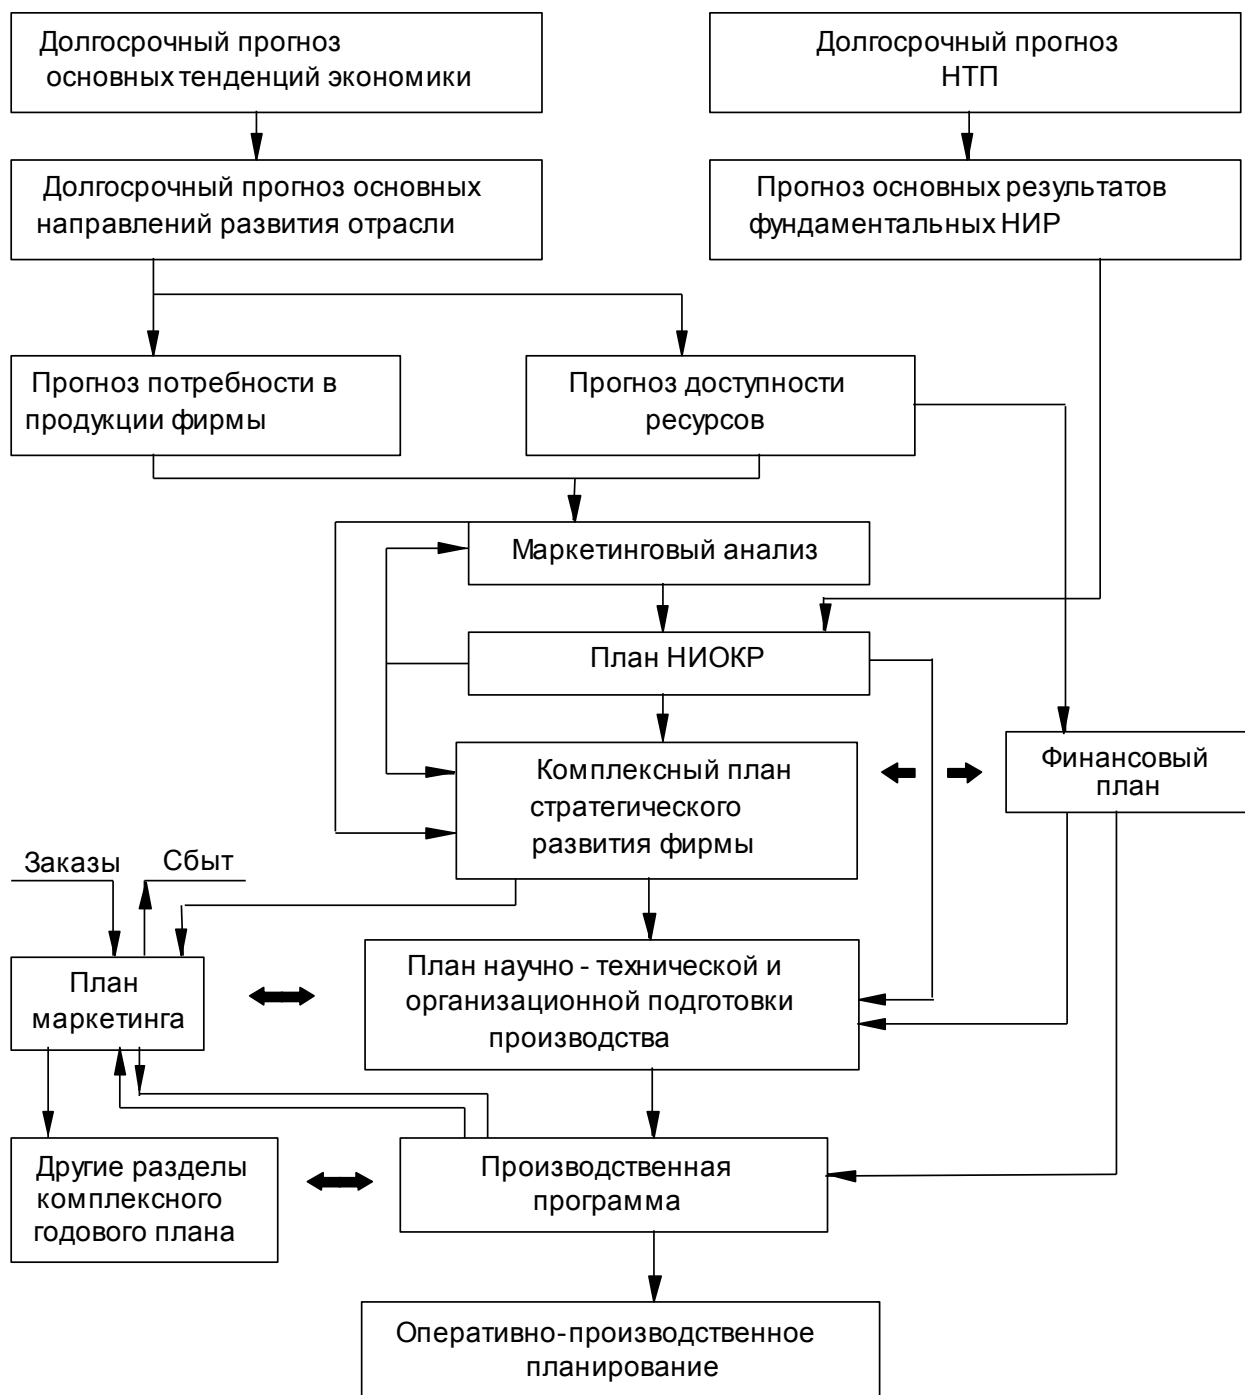 Долгосрочный прогноз
основных тенденций экономики
Долгосрочный прогноз
НТП
Долгосрочный прогноз основных
направлений развития отрасли
Прогноз основных результатов
фундаментальных НИР
Прогноз потребности в
продукции фирмы
Прогноз доступности
ресурсов
Маркетинговый анализ
План НИОКР
Комплексный план
стратегического
развития фирмы
Финансовый
план
Заказы
Сбыт
План
маркетинга
План научно - технической и
организационной подготовки
производства
Другие разделы
комплексного
годового плана
Производственная
программа
Оперативно-производственное
планирование